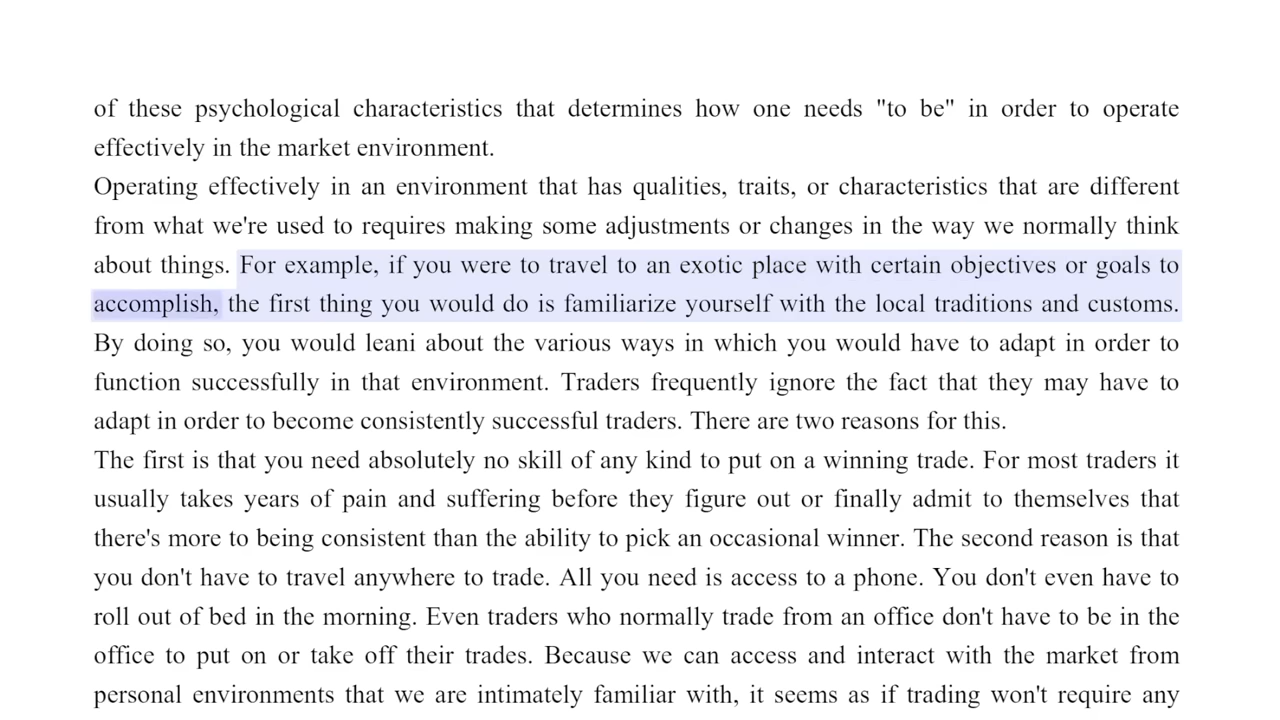 of these psychological characteristics that determines how one needs "to be" in order to operate
effectively in the market environment.
Operating effectively in an environment that has qualities, traits, or characteristics that are different
from what we're used to requires making some adjustments or changes in the way we normally think
about things. For example, if you were to travel to an exotic place with certain objectives or goals to
accomplish, the first thing you would do is familiarize yourself with the local traditions and customs.
By doing so, you would leani about the various ways in which you would have to adapt in order to
function successfully in that environment. Traders frequently ignore the fact that they may have to
adapt in order to become consistently successful traders. There are two reasons for this.
The first is that you need absolutely no skill of any kind to put on a winning trade. For most traders it
usually takes years of pain and suffering before they figure out or finally admit to themselves that
there's more to being consistent than the ability to pick an occasional winner. The second reason is that
you don't have to travel anywhere to trade. All you need is access to a phone. You don't even have to
roll out of bed in the morning. Even traders who normally trade from an office don't have to be in the
office to put on or take off their trades. Because we can access and interact with the market from
personal environments that we are intimately familiar with, it seems as if trading won't require any